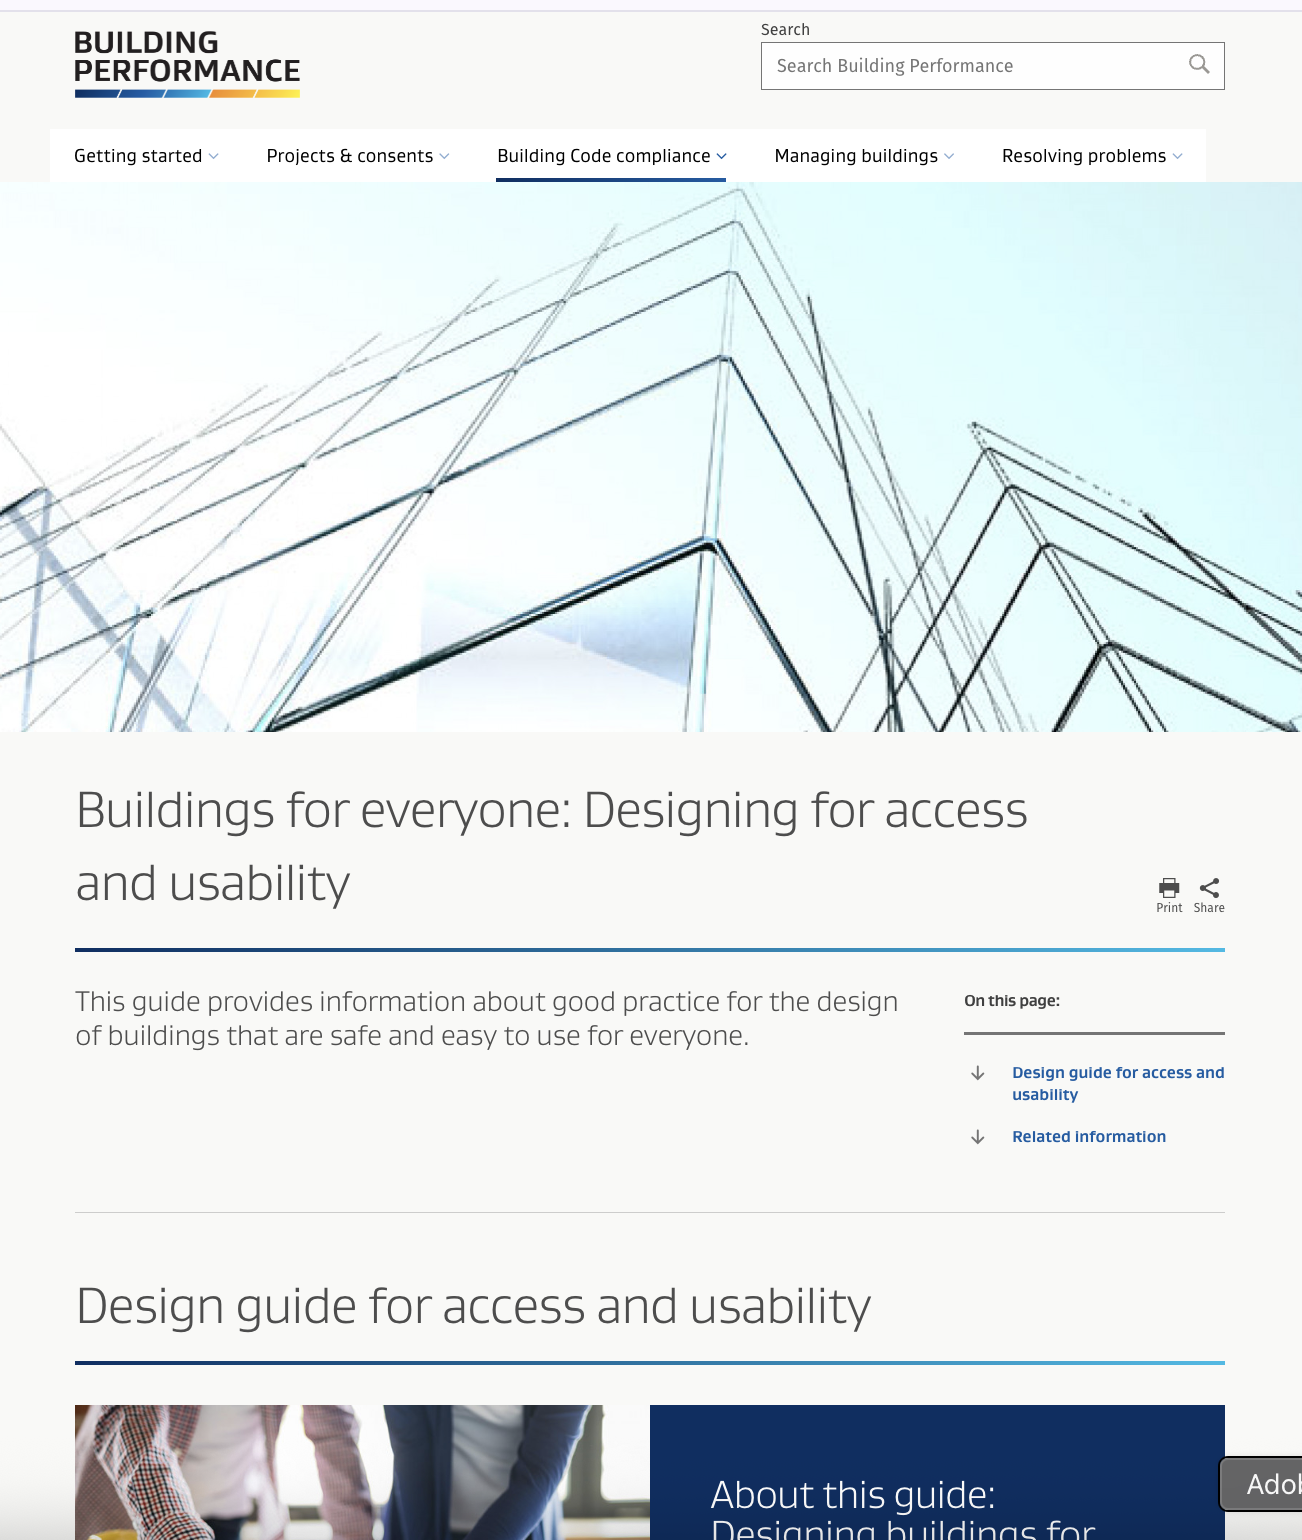 BUILDING
PERFORMANCE
Search
Search Building Performance
Getting started
Projects & consents
Building Code compliance
Managing buildings
Resolving problems
Buildings for everyone: Designing for access
and usability
Print
Share
This guide provides information about good practice for the design
of buildings that are safe and easy to use for everyone.
On this page:
Design guide for access and
usability
Related information
Design guide for access and usability
About this guide:
Designing buildings for